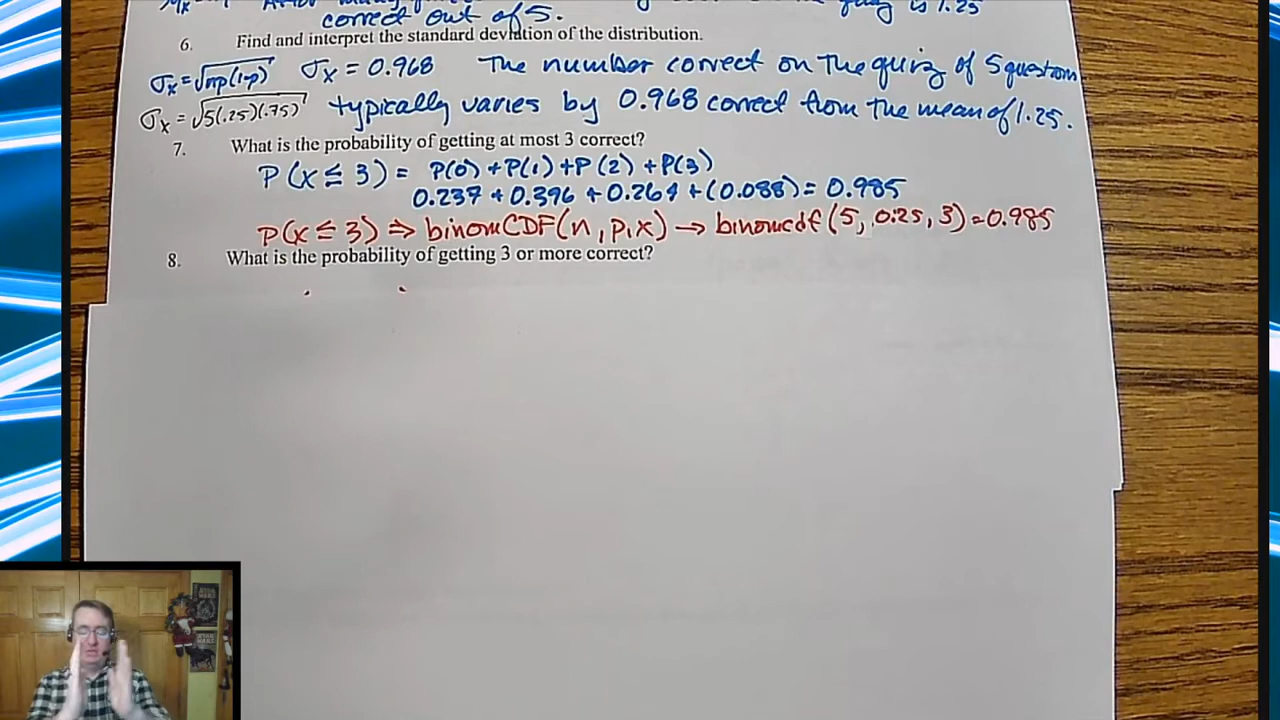 correct out of 5.
6. Find and interpret the standard deviation of the distribution.
σx = √np(1-p) σx = 0.968 The number correct on the quiz of 5 questions
σx = √5(.25)(.75) typically varies by 0.968 correct from the mean of 1.25.
7. What is the probability of getting at most 3 correct?
P(x ≤ 3) = P(0) + P(1) + P(2) + P(3)
0.237 + 0.396 + 0.264 + (0.088) = 0.985
P(x ≤ 3) ⇒ binomCDF(n, p, x) → binomcdf(5, 0.25, 3) = 0.985
8. What is the probability of getting 3 or more correct?
STAR WARS